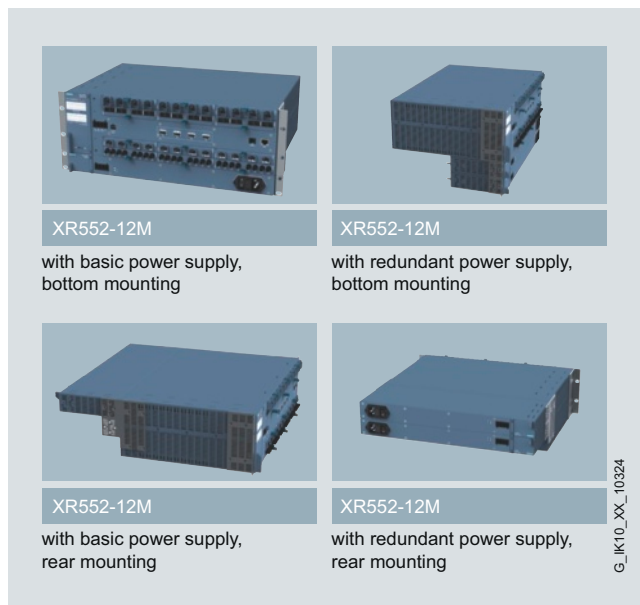 XR552-12M
XR552-12M
with basic power supply,
bottom mounting
with redundant power supply,
bottom mounting
XR552-12M
XR552-12M
with basic power supply,
rear mounting
with redundant power supply,
rear mounting
G_IK10_XX_10324